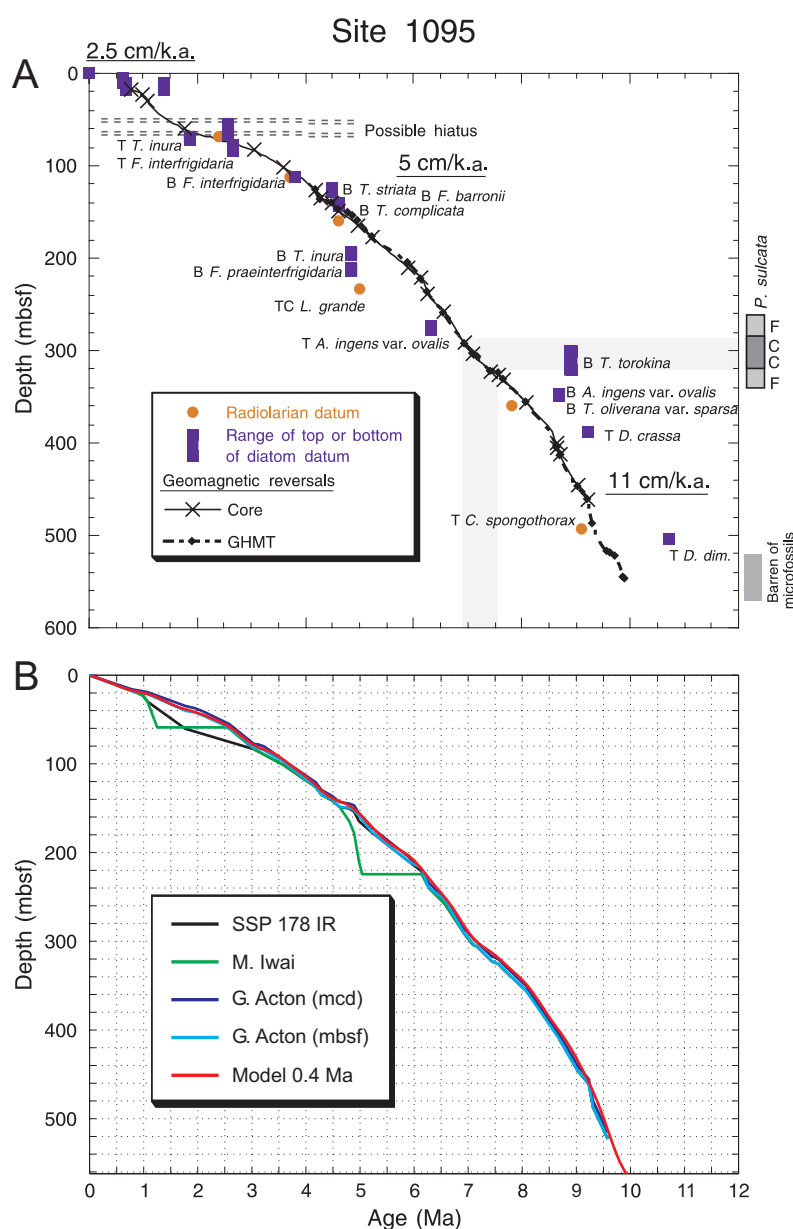 Site 1095
A
2.5 cm/k.a.
0
100
200
300
400
500
600
Depth (mbsf)
Possible hiatus
T T. inura
T F. interfrigidaria
5 cm/k.a.
B F. interfrigidaria
B T. striata
B F. barronii
B T. complicata
B T. inura
B F. praeinterfrigidaria
TC L. grande
T A. ingens var. ovalis
B T. torokina
B A. ingens var. ovalis
B T. oliverana var. sparsa
T D. crassa
11 cm/k.a.
T C. spongothorax
T D. dim.
P. sulcata
F
C
C
F
Barren of
microfossils
Radiolarian datum
Range of top or bottom
of diatom datum
Geomagnetic reversals
Core
GHMT
B
0
100
200
300
400
500
Depth (mbsf)
SSP 178 IR
M. Iwai
G. Acton (mcd)
G. Acton (mbsf)
Model 0.4 Ma
0 1 2 3 4 5 6 7 8 9 10 11 12
Age (Ma)